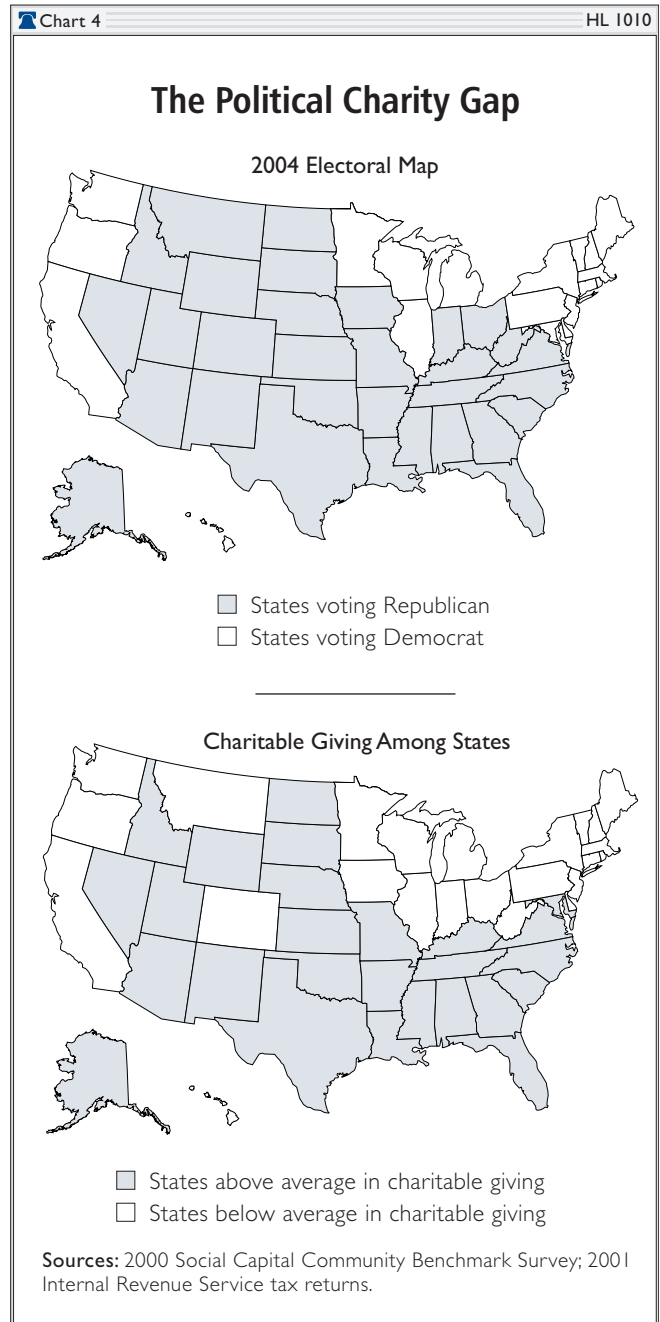 Chart 4 HL 1010
The Political Charity Gap
2004 Electoral Map
States voting Republican
States voting Democrat
Charitable Giving Among States
States above average in charitable giving
States below average in charitable giving
Sources: 2000 Social Capital Community Benchmark Survey; 2001
Internal Revenue Service tax returns.